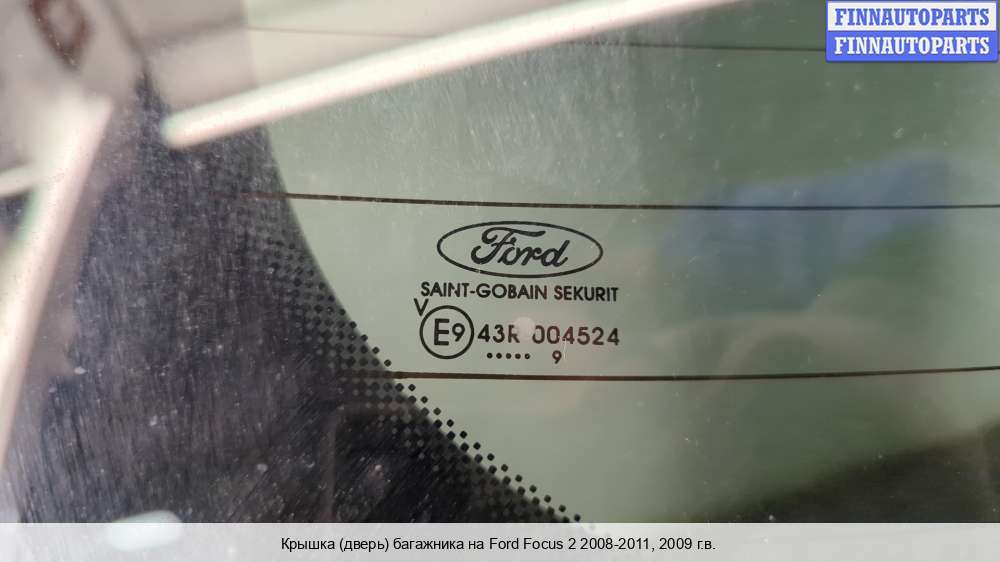 FINNAUTOPARTS
FINNAUTOPARTS
Ford
SAINT-GOBAIN SEKURIT
V
E9 43R 004524
..... 9
Крышка (дверь) багажника на Ford Focus 2 2008-2011, 2009 г.в.